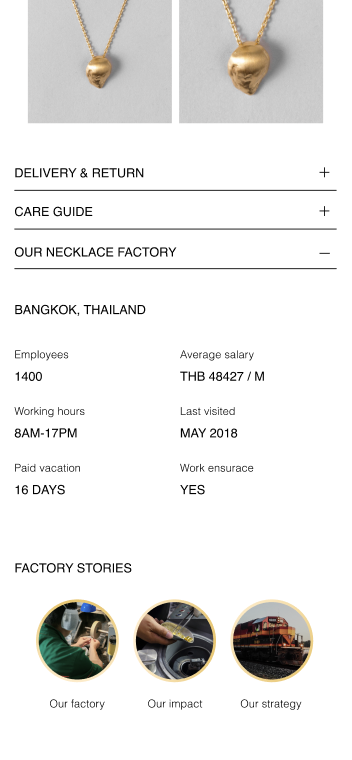 DELIVERY & RETURN +
CARE GUIDE +
OUR NECKLACE FACTORY –
BANGKOK, THAILAND
Employees Average salary
1400 THB 48427 / M
Working hours Last visited
8AM-17PM MAY 2018
Paid vacation Work ensurace
16 DAYS YES
FACTORY STORIES
Our factory Our impact Our strategy